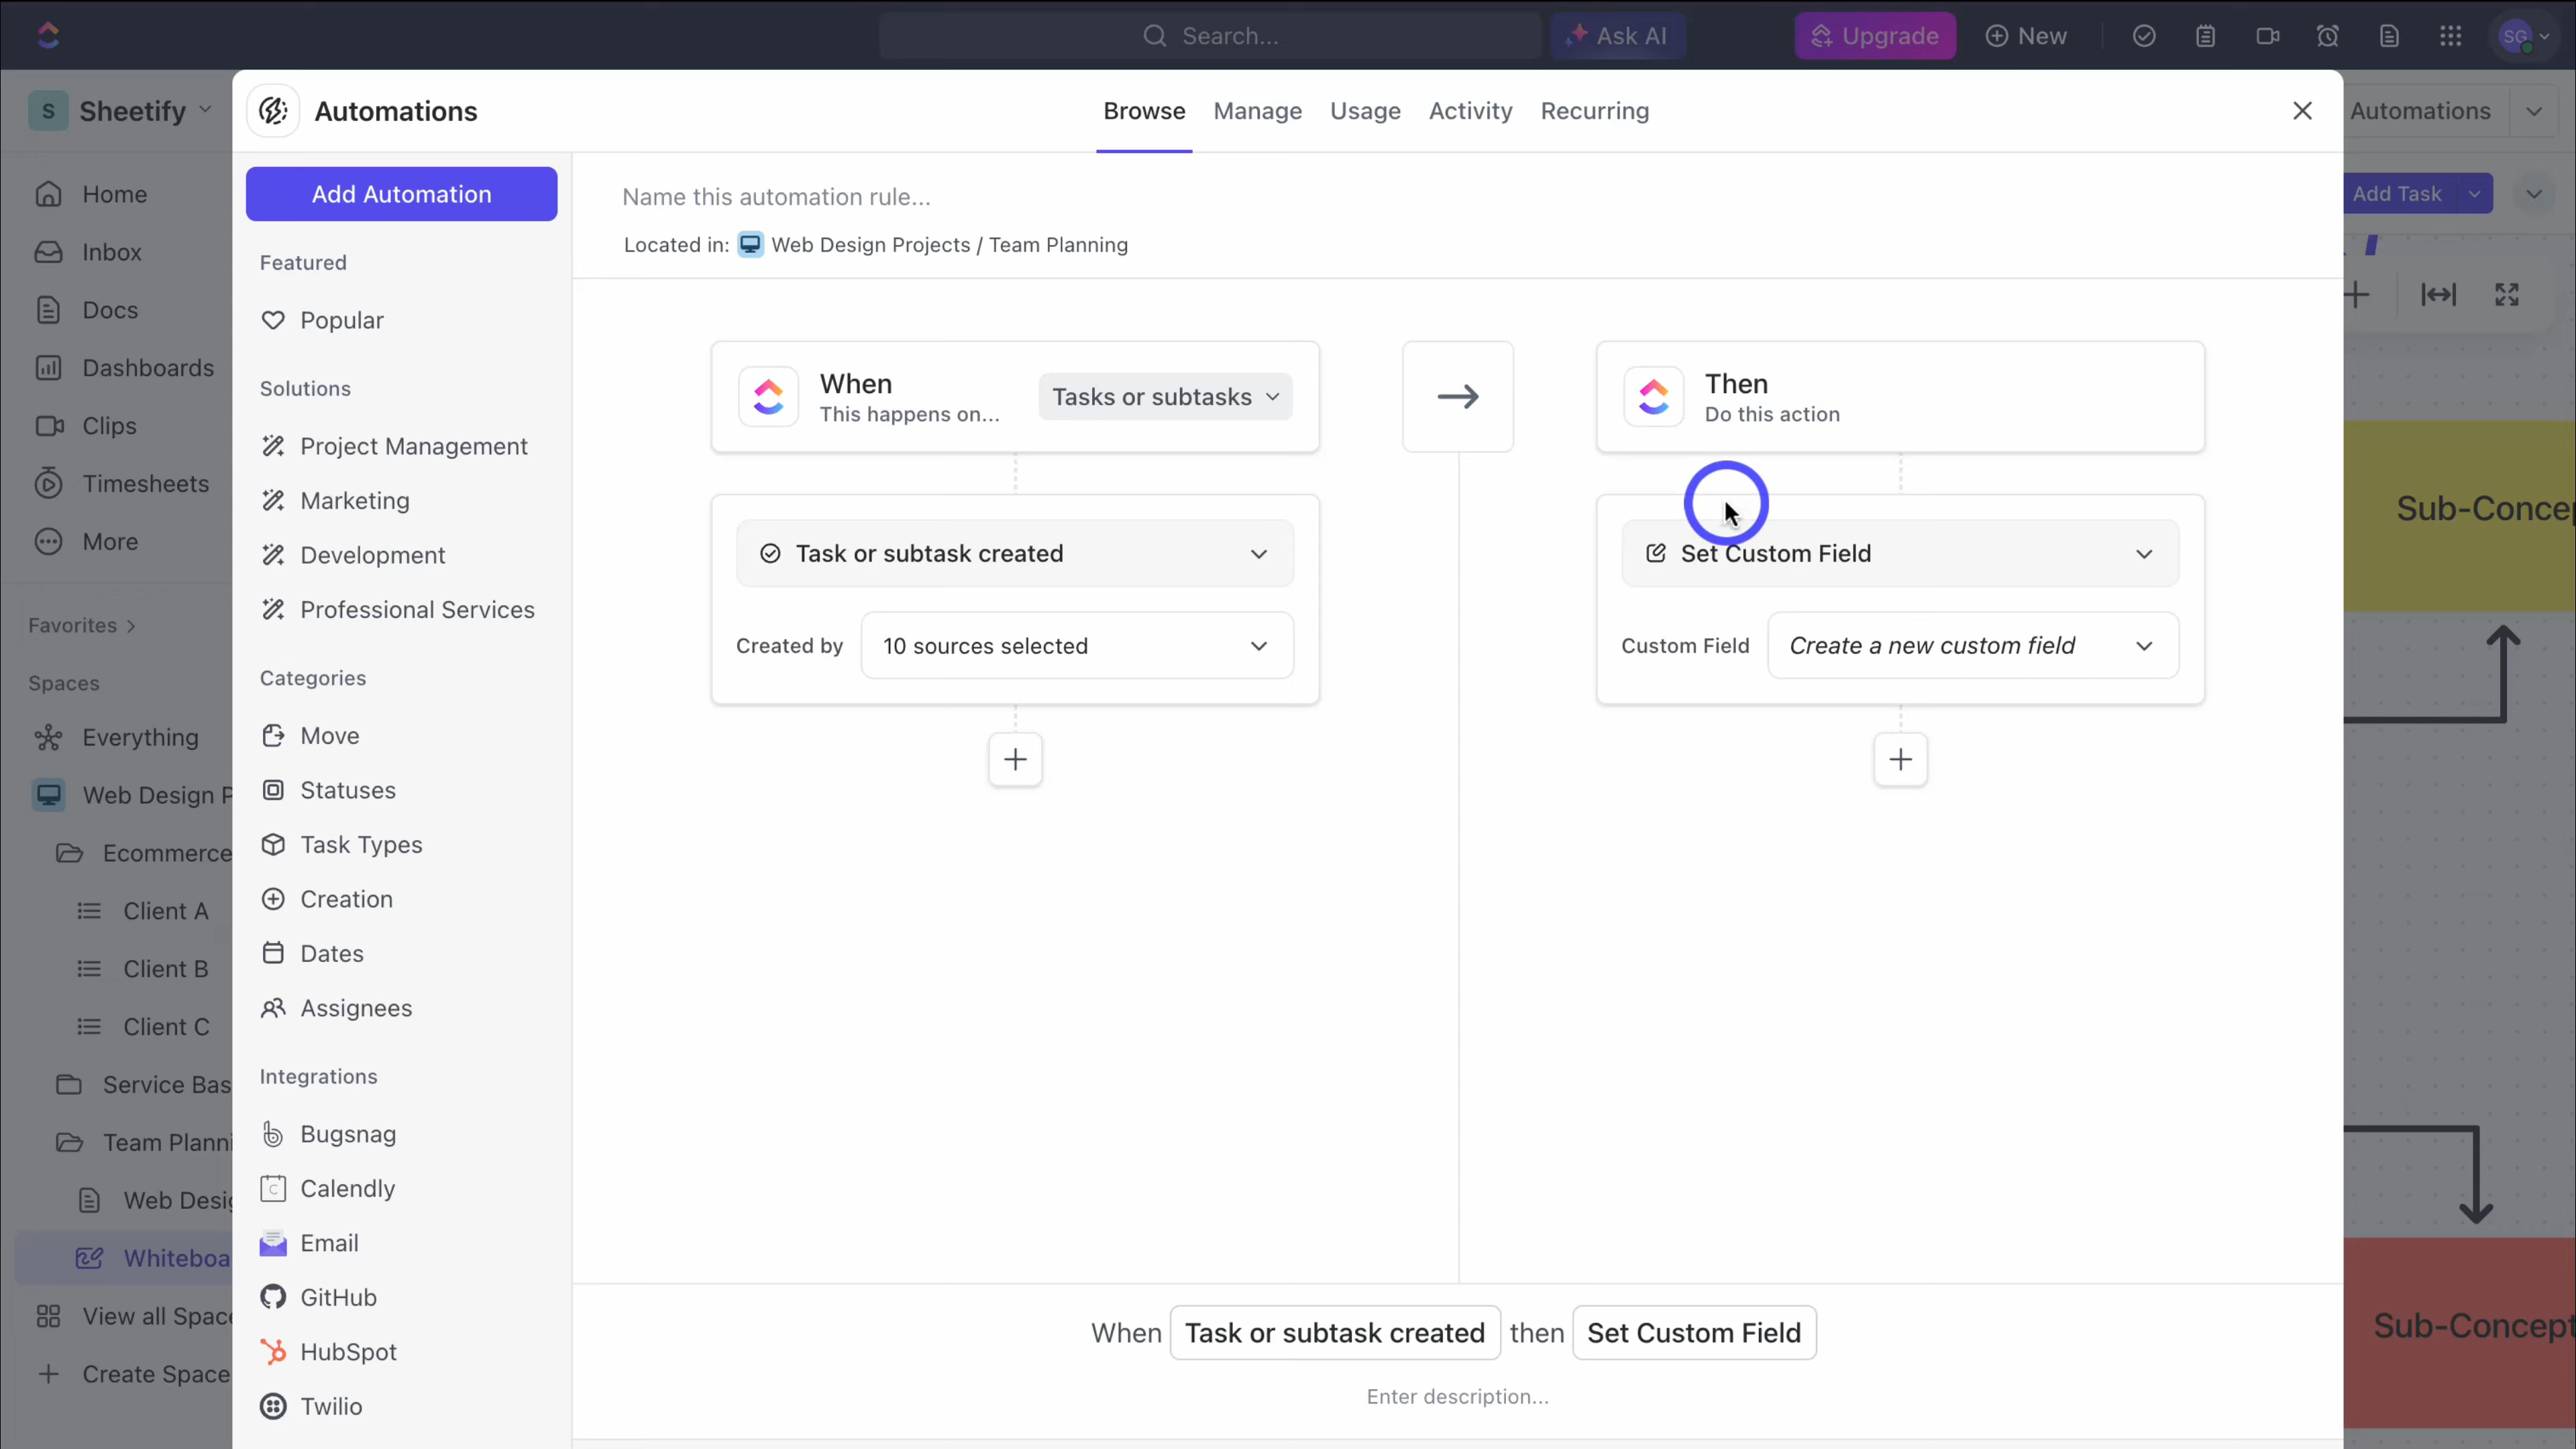 Search...
Ask AI
Upgrade
New
SG
S
Sheetify
Automations
Browse
Manage
Usage
Activity
Recurring
Automations
Home
Inbox
Docs
Dashboards
Clips
Timesheets
More
Favorites
Spaces
Everything
Web Design P
Ecommerce
Client A
Client B
Client C
Service Bas
Team Planni
Web Desig
Whiteboa
View all Space
Create Space
Add Automation
Featured
Popular
Solutions
Project Management
Marketing
Development
Professional Services
Categories
Move
Statuses
Task Types
Creation
Dates
Assignees
Integrations
Bugsnag
Calendly
Email
GitHub
HubSpot
Twilio
Name this automation rule...
Located in: Web Design Projects / Team Planning
When
This happens on...
Tasks or subtasks
Task or subtask created
Created by
10 sources selected
Then
Do this action
Set Custom Field
Custom Field
Create a new custom field
When Task or subtask created then Set Custom Field
Enter description...
Add Task
Sub-Concep
Sub-Concept